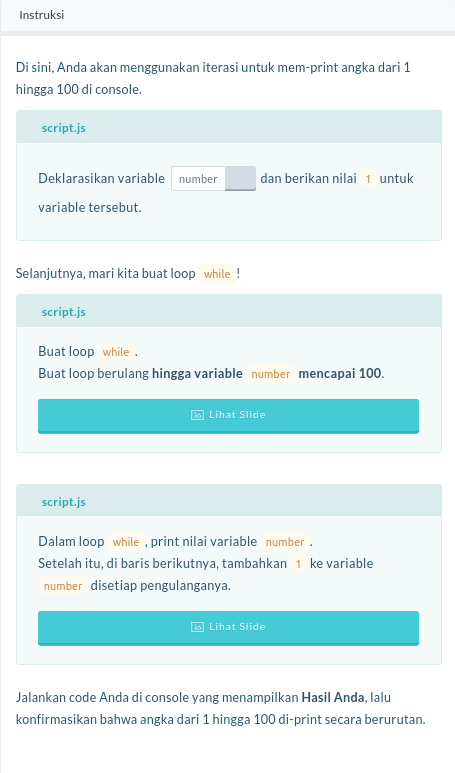 Instruksi
Di sini, Anda akan menggunakan iterasi untuk mem-print angka dari 1
hingga 100 di console.
script.js
Deklarasikan variable number dan berikan nilai 1 untuk
variable tersebut.
Selanjutnya, mari kita buat loop while !
script.js
Buat loop while .
Buat loop berulang hingga variable number mencapai 100.
Lihat Slide
script.js
Dalam loop while , print nilai variable number .
Setelah itu, di baris berikutnya, tambahkan 1 ke variable
number disetiap pengulanganya.
Lihat Slide
Jalankan code Anda di console yang menampilkan Hasil Anda, lalu
konfirmasikan bahwa angka dari 1 hingga 100 di-print secara berurutan.